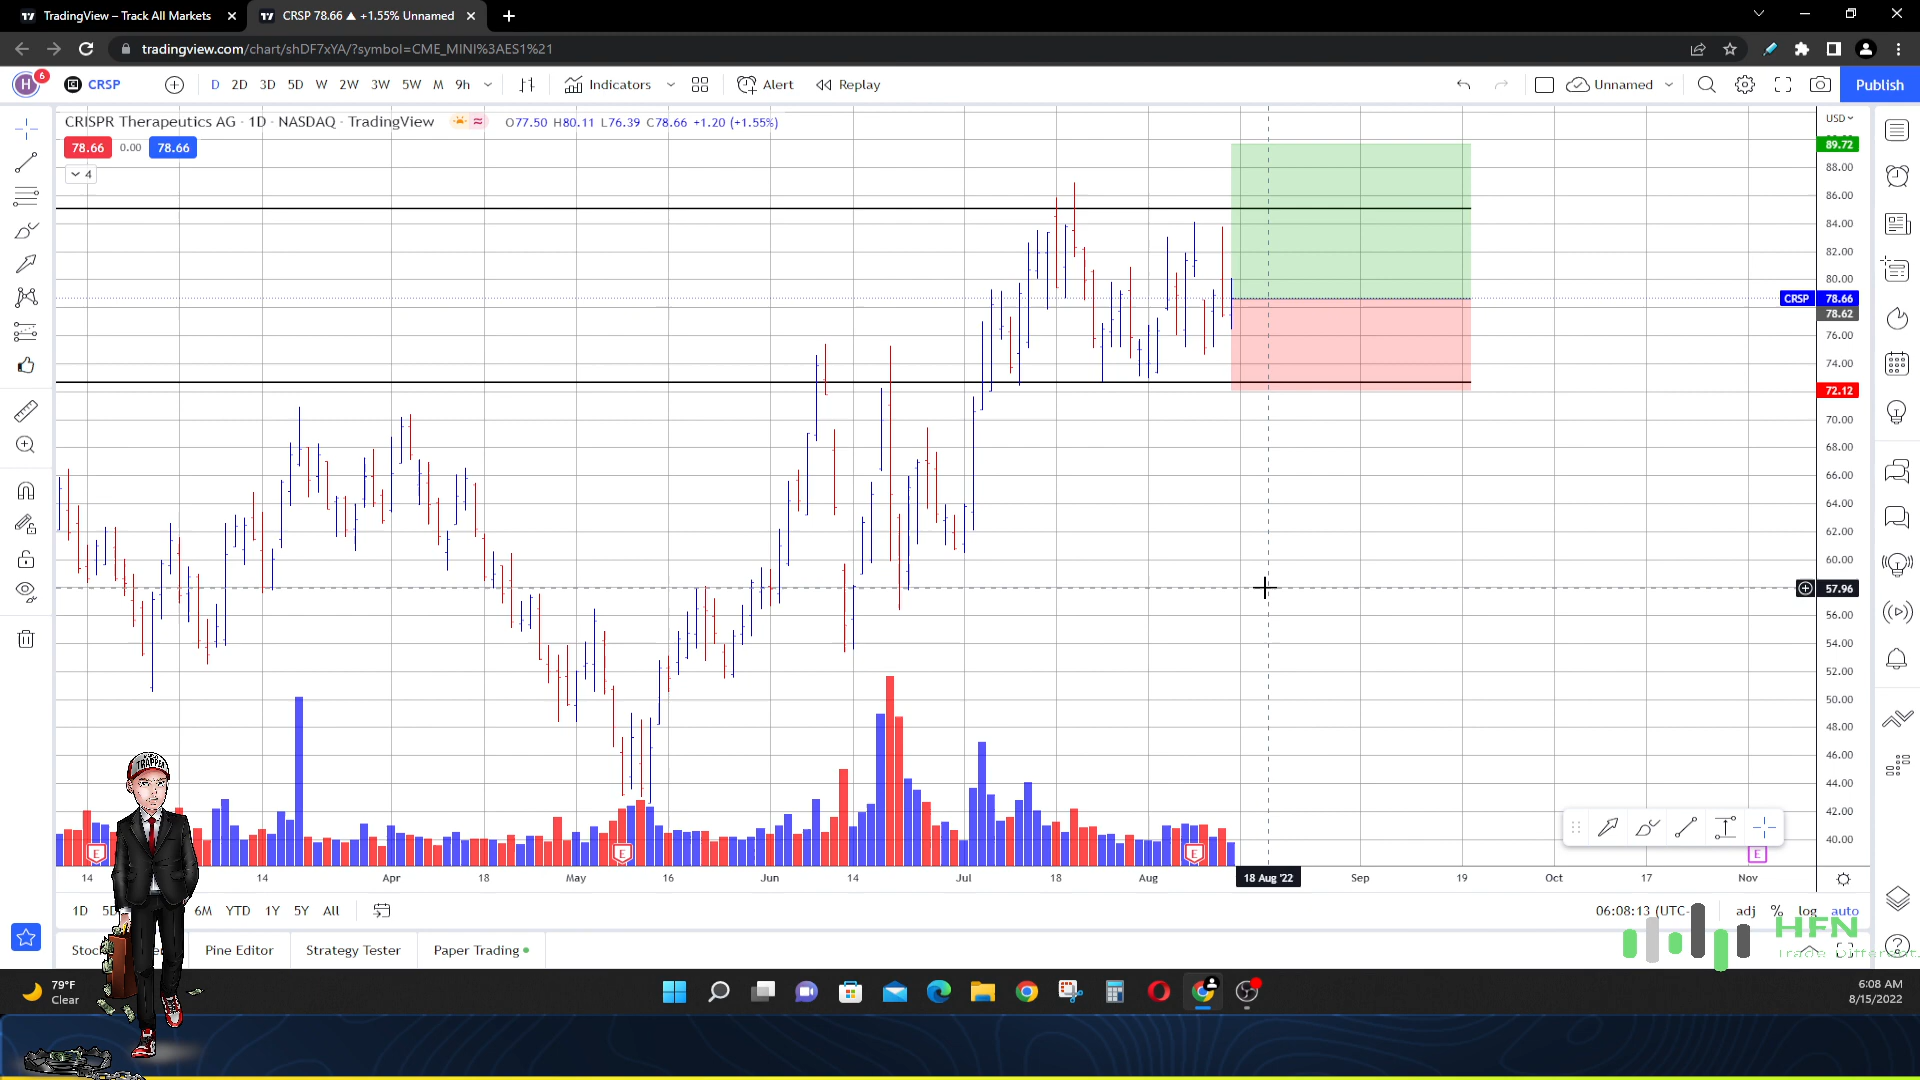 TradingView – Track All Markets
CRSP 78.66 ▲ +1.55% Unnamed
tradingview.com/chart/shDF7xYA/?symbol=CME_MINI%3AES1%21
H 6
CRSP
D 2D 3D 5D W 2W 3W 5W M 9h
Indicators
Alert
Replay
Unnamed
Publish
CRISPR Therapeutics AG · 1D · NASDAQ · TradingView
O77.50 H80.11 L76.39 C78.66 +1.20 (+1.55%)
78.66 0.00 78.66
4
USD
89.72
88.00
86.00
84.00
82.00
80.00
CRSP 78.66
78.62
76.00
74.00
72.12
70.00
68.00
66.00
64.00
62.00
60.00
57.96
56.00
54.00
52.00
50.00
48.00
46.00
44.00
42.00
40.00
TRAPPER
E E E E
14 14 Apr 18 May 16 Jun 14 Jul 18 Aug 18 Aug '22 Sep 19 Oct 17 Nov
1D 6M YTD 1Y 5Y All
06:08:13 (UTC-
adj % log auto
Pine Editor
Strategy Tester
Paper Trading
HFN
Trade Different.
79°F
Clear
6:08 AM
8/15/2022